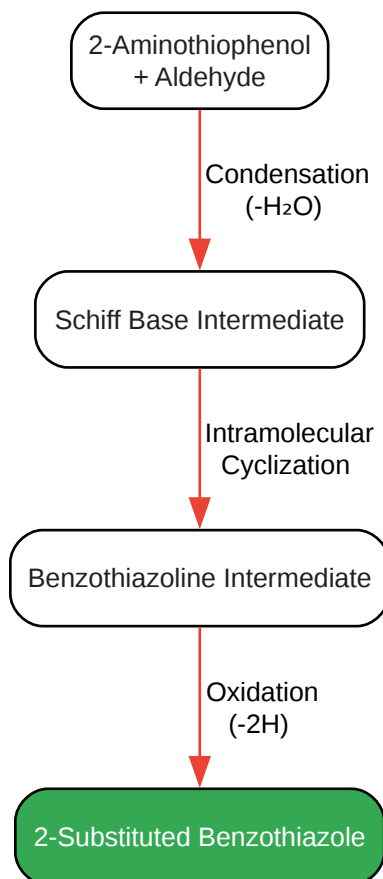 2-Aminothiophenol
+ Aldehyde
Condensation
(-H₂O)
Schiff Base Intermediate
Intramolecular
Cyclization
Benzothiazoline Intermediate
Oxidation
(-2H)
2-Substituted Benzothiazole